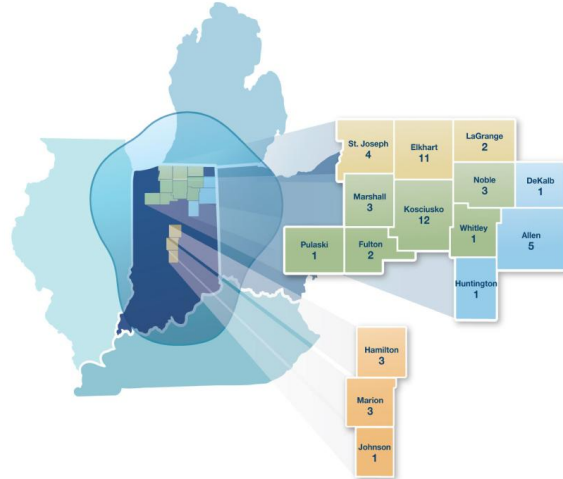 St. Joseph
4
Elkhart
11
LaGrange
2
Noble
3
DeKalb
1
Marshall
3
Kosciusko
12
Whitley
1
Allen
5
Pulaski
1
Fulton
2
Huntington
1
Hamilton
3
Marion
3
Johnson
1